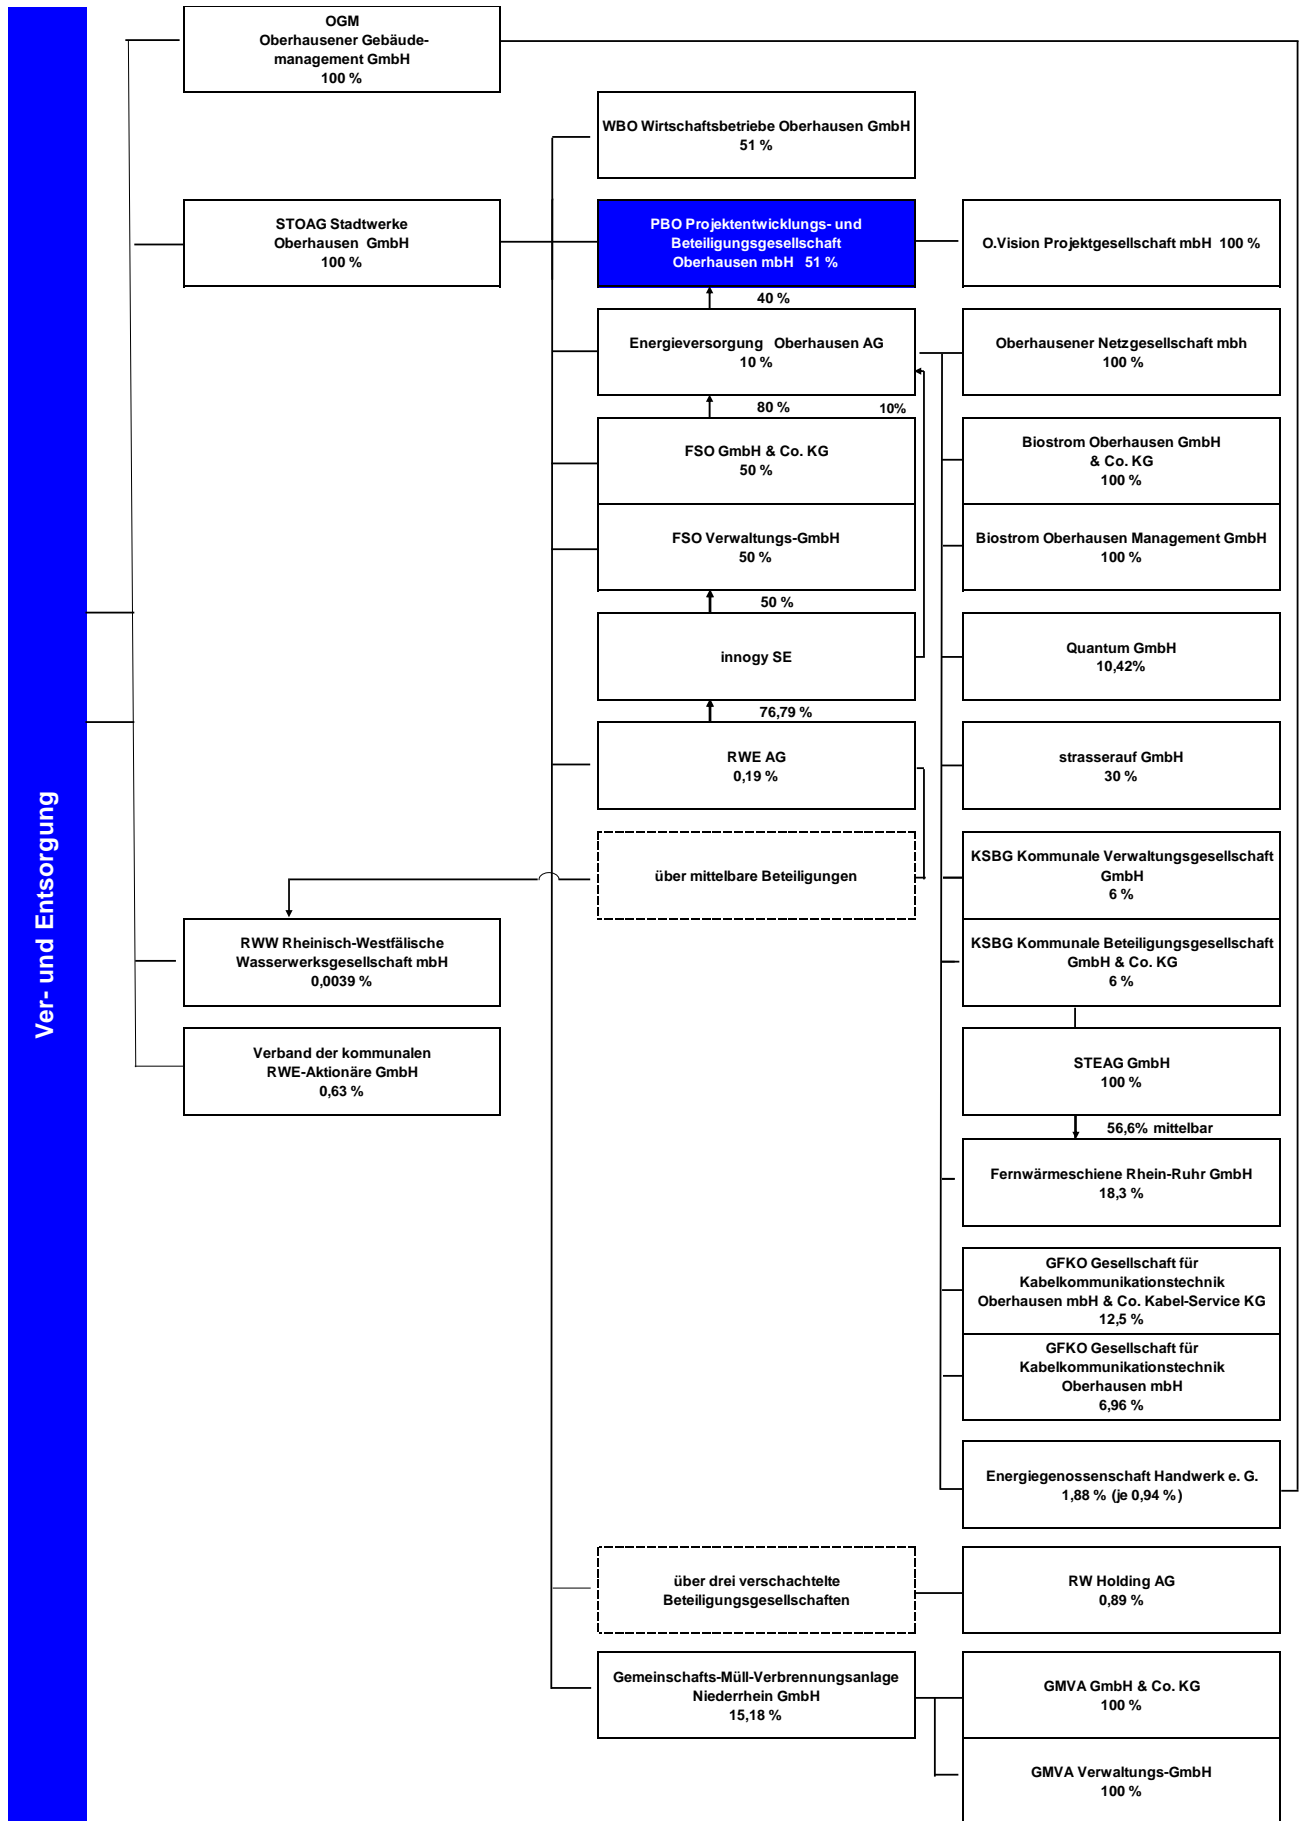 Ver- und Entsorgung
OGM
Oberhausener Gebäude-
management GmbH
100 %
WBO Wirtschaftsbetriebe Oberhausen GmbH
51 %
STOAG Stadtwerke
Oberhausen GmbH
100 %
PBO Projektentwicklungs- und
Beteiligungsgesellschaft
Oberhausen mbH 51 %
O.Vision Projektgesellschaft mbH 100 %
40 %
Energieversorgung Oberhausen AG
10 %
Oberhausener Netzgesellschaft mbh
100 %
80 %
10%
FSO GmbH & Co. KG
50 %
Biostrom Oberhausen GmbH
& Co. KG
100 %
FSO Verwaltungs-GmbH
50 %
Biostrom Oberhausen Management GmbH
100 %
50 %
innogy SE
Quantum GmbH
10,42%
76,79 %
RWE AG
0,19 %
strasserauf GmbH
30 %
über mittelbare Beteiligungen
KSBG Kommunale Verwaltungsgesellschaft
GmbH
6 %
RWW Rheinisch-Westfälische
Wasserwerksgesellschaft mbH
0,0039 %
KSBG Kommunale Beteiligungsgesellschaft
GmbH & Co. KG
6 %
Verband der kommunalen
RWE-Aktionäre GmbH
0,63 %
STEAG GmbH
100 %
56,6% mittelbar
Fernwärmeschiene Rhein-Ruhr GmbH
18,3 %
GFKO Gesellschaft für
Kabelkommunikationstechnik
Oberhausen mbH & Co. Kabel-Service KG
12,5 %
GFKO Gesellschaft für
Kabelkommunikationstechnik
Oberhausen mbH
6,96 %
Energiegenossenschaft Handwerk e. G.
1,88 % (je 0,94 %)
über drei verschachtelte
Beteiligungsgesellschaften
RW Holding AG
0,89 %
Gemeinschafts-Müll-Verbrennungsanlage
Niederrhein GmbH
15,18 %
GMVA GmbH & Co. KG
100 %
GMVA Verwaltungs-GmbH
100 %